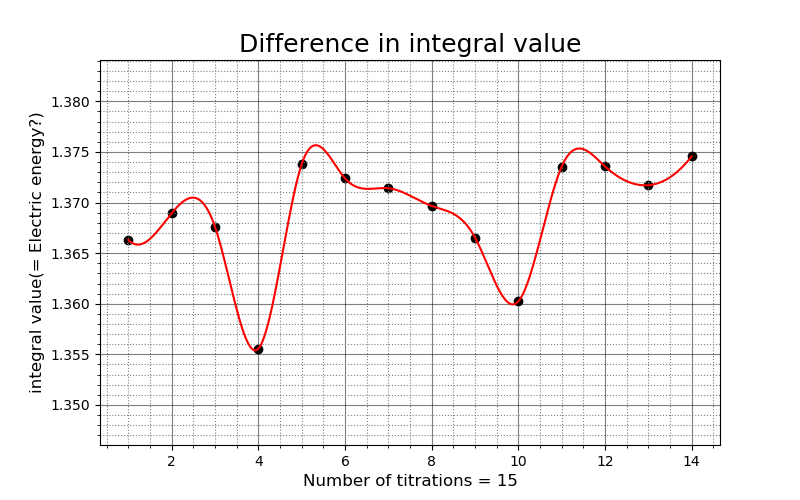 Difference in integral value
integral value(= Electric energy?)
1.380
1.375
1.370
1.365
1.360
1.355
1.350
2 4 6 8 10 12 14
Number of titrations = 15